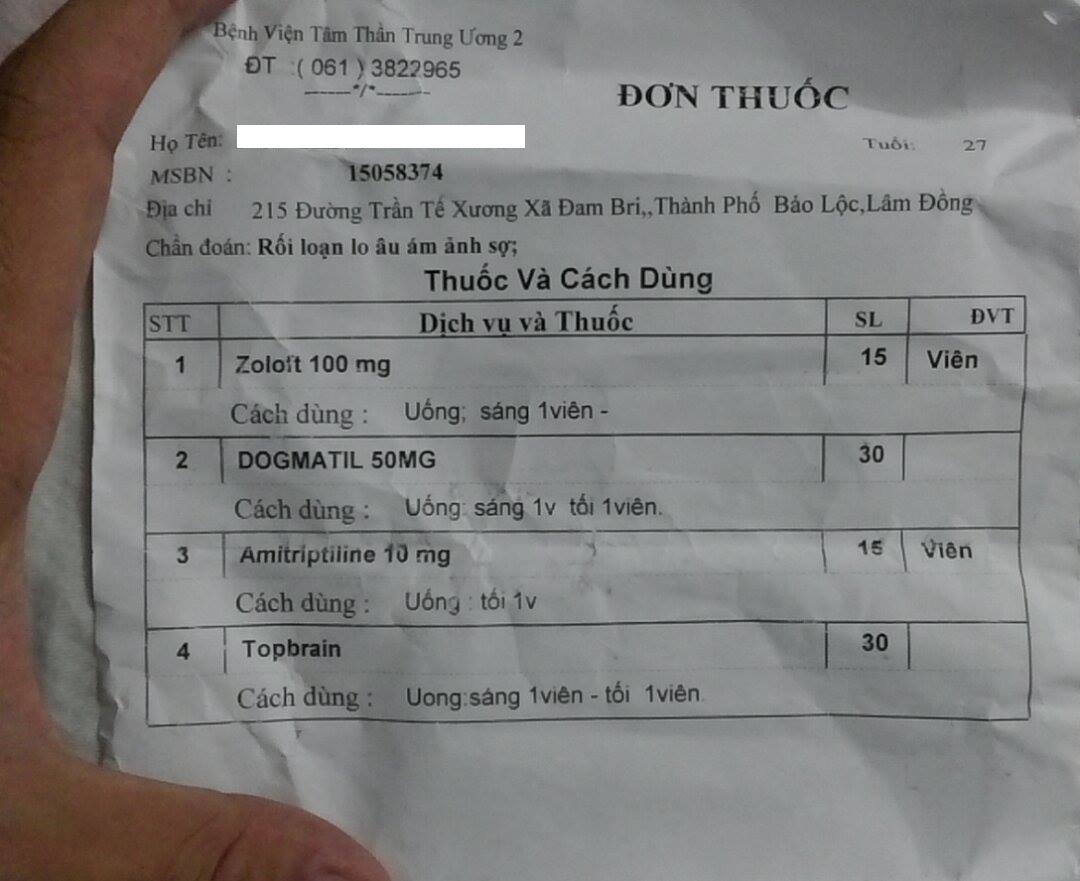 Bệnh Viện Tâm Thần Trung Ương 2
ĐT :( 061 ) 3822965
------*/*-------
ĐƠN THUỐC
Họ Tên:
Tuổi: 27
MSBN : 15058374
Địa chỉ 215 Đường Trần Tế Xương Xã Đam Bri,,Thành Phố Bảo Lộc,Lâm Đồng
Chẩn đoán: Rối loạn lo âu ám ảnh sợ;
Thuốc Và Cách Dùng
STT Dịch vụ và Thuốc SL ĐVT
1 Zoloft 100 mg 15 Viên
Cách dùng : Uống; sáng 1viên -
2 DOGMATIL 50MG 30
Cách dùng : Uống: sáng 1v tối 1viên.
3 Amitriptiline 10 mg 15 Viên
Cách dùng : Uống : tối 1v
4 Topbrain 30
Cách dùng : Uong:sáng 1viên - tối 1viên.